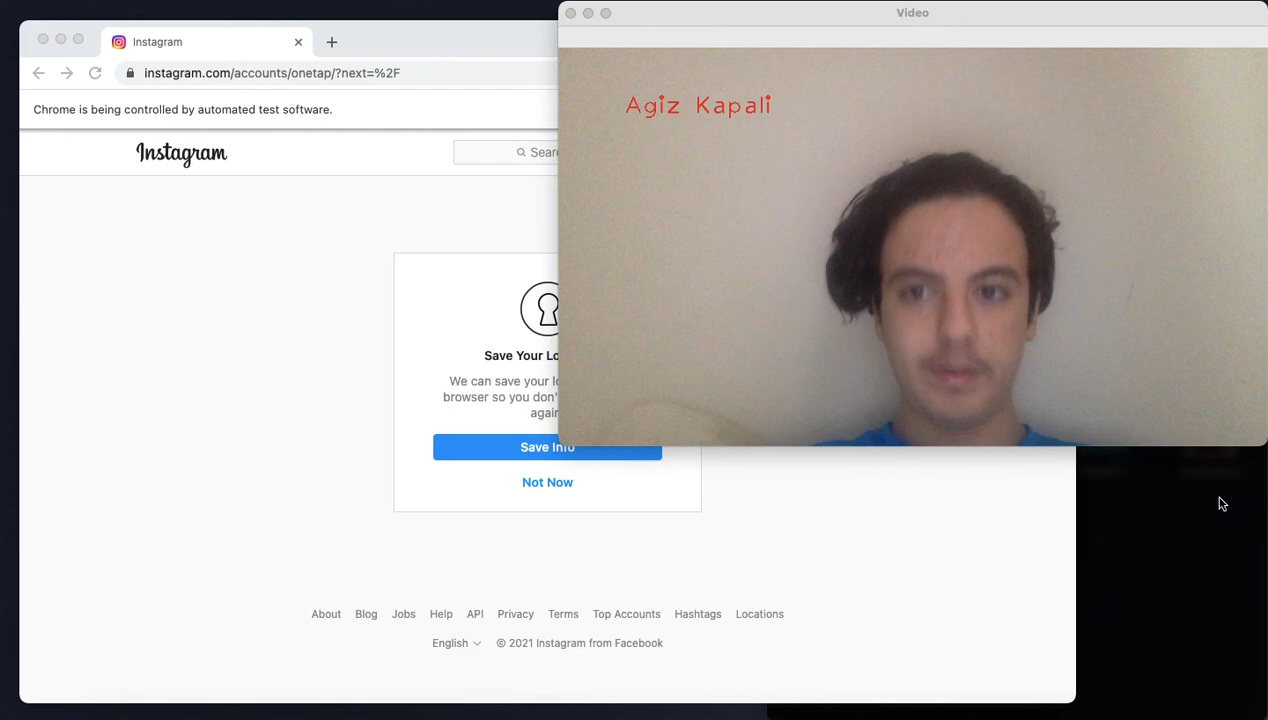 Instagram
instagram.com/accounts/onetap/?next=%2F
Chrome is being controlled by automated test software.
Instagram
Sear
Save Your Lo
We can save your lo
browser so you don'
again
Save Info
Not Now
About Blog Jobs Help API Privacy Terms Top Accounts Hashtags Locations
English © 2021 Instagram from Facebook
Video
Agiz Kapali